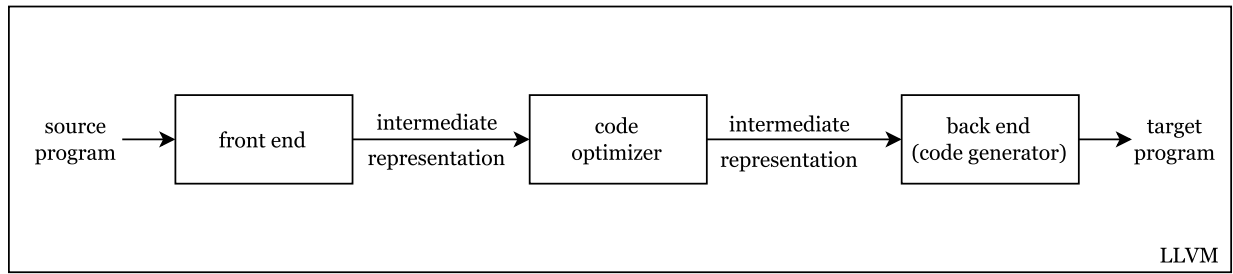 source
program
front end
intermediate
representation
code
optimizer
intermediate
representation
back end
(code generator)
target
program
LLVM